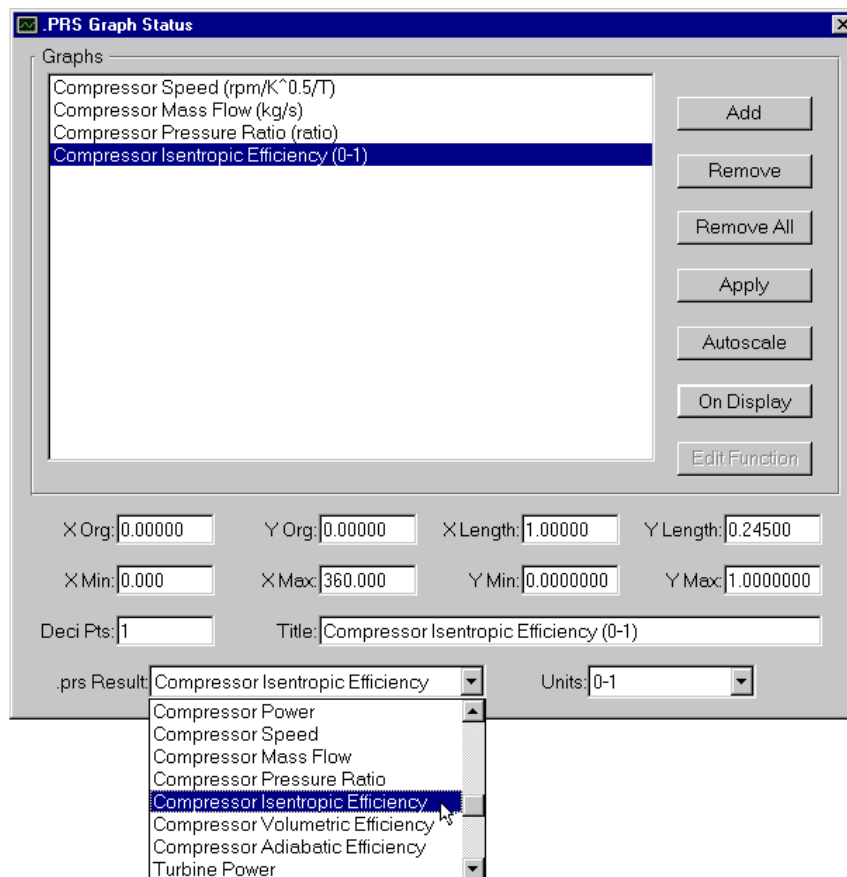 .PRS Graph Status
Graphs
Compressor Speed (rpm/K^0.5/T)
Compressor Mass Flow (kg/s)
Compressor Pressure Ratio (ratio)
Compressor Isentropic Efficiency (0-1)
Add
Remove
Remove All
Apply
Autoscale
On Display
Edit Function
X Org: 0.00000 Y Org: 0.00000 X Length: 1.00000 Y Length: 0.24500
X Min: 0.000 X Max: 360.000 Y Min: 0.0000000 Y Max: 1.0000000
Deci Pts: 1 Title: Compressor Isentropic Efficiency (0-1)
.prs Result: Compressor Isentropic Efficiency Units: 0-1
Compressor Power
Compressor Speed
Compressor Mass Flow
Compressor Pressure Ratio
Compressor Isentropic Efficiency
Compressor Volumetric Efficiency
Compressor Adiabatic Efficiency
Turbine Power